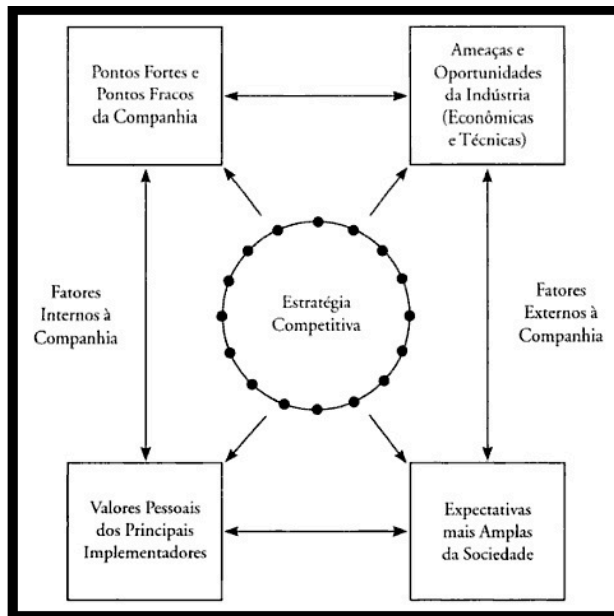 Pontos Fortes e
Pontos Fracos
da Companhia
Ameaças e
Oportunidades
da Indústria
(Econômicas
e Técnicas)
Fatores
Internos à
Companhia
Estratégia
Competitiva
Fatores
Externos à
Companhia
Valores Pessoais
dos Principais
Implementadores
Expectativas
mais Amplas
da Sociedade